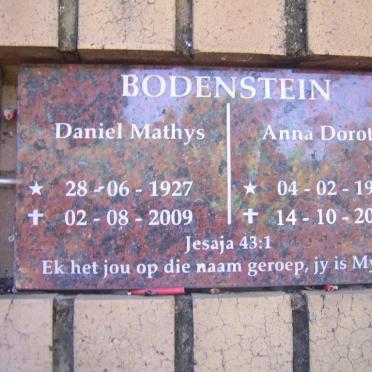 BODENSTEIN
Daniel Mathys Anna Dorot
★ 28 - 06 - 1927 ★ 04 - 02 - 19
✝ 02 - 08 - 2009 ✝ 14 - 10 - 20
Jesaja 43:1
Ek het jou op die naam geroep, jy is My